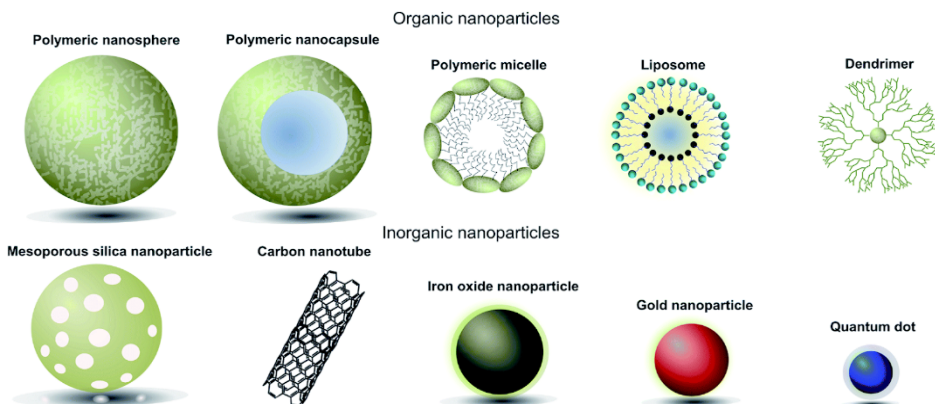 Organic nanoparticles
Polymeric nanosphere
Polymeric nanocapsule
Polymeric micelle
Liposome
Dendrimer
Inorganic nanoparticles
Mesoporous silica nanoparticle
Carbon nanotube
Iron oxide nanoparticle
Gold nanoparticle
Quantum dot